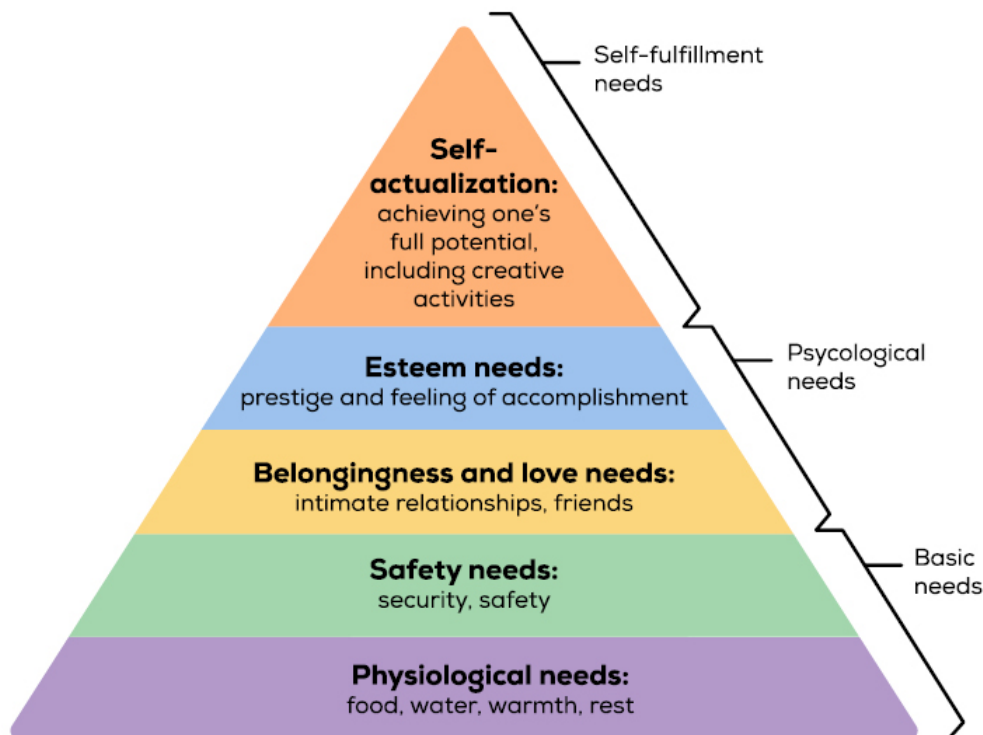 Self-fulfillment
needs
Self-
actualization:
achieving one's
full potential,
including creative
activities
Psycological
needs
Esteem needs:
prestige and feeling of accomplishment
Belongingness and love needs:
intimate relationships, friends
Basic
needs
Safety needs:
security, safety
Physiological needs:
food, water, warmth, rest